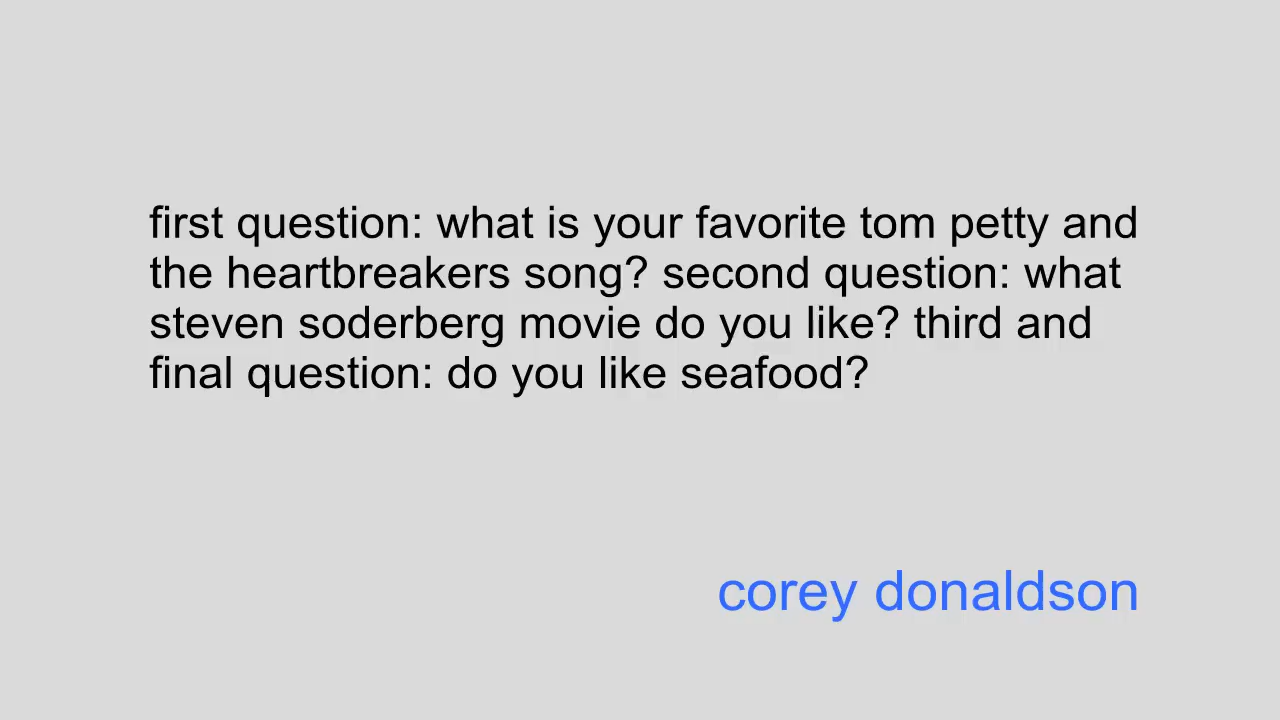 first question: what is your favorite tom petty and
the heartbreakers song? second question: what
steven soderberg movie do you like? third and
final question: do you like seafood?
corey donaldson